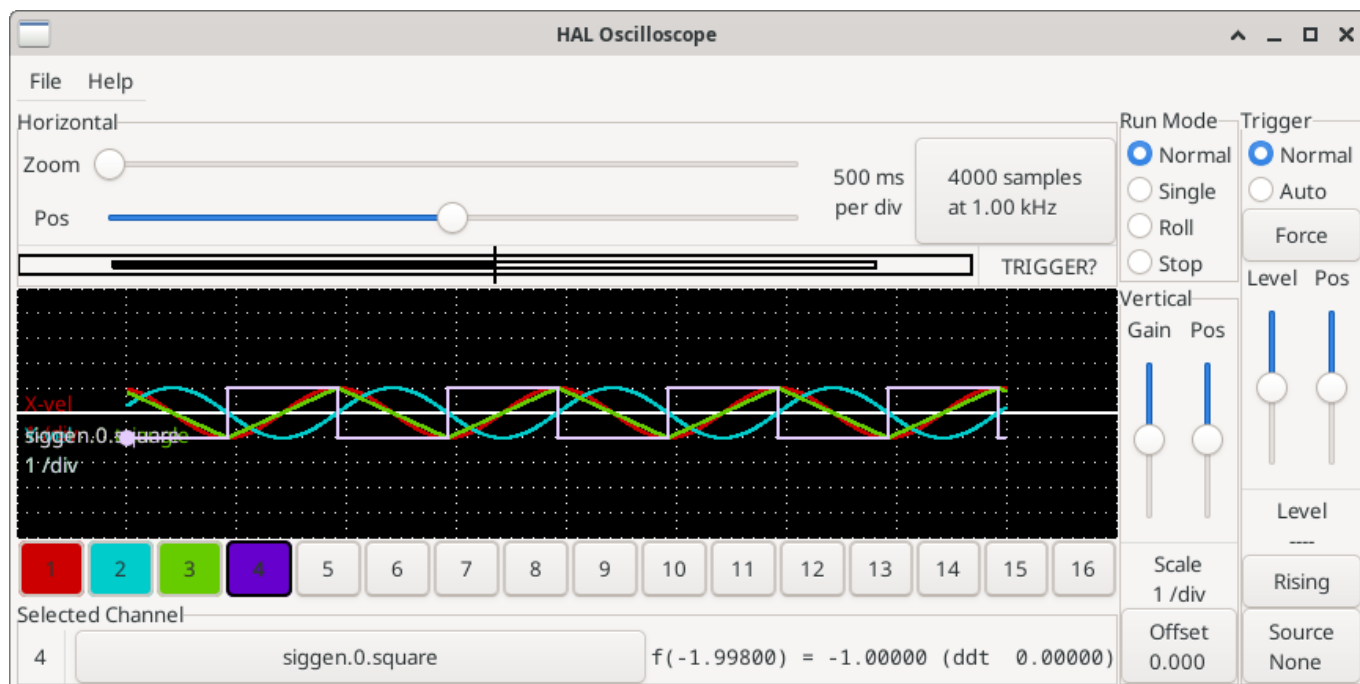 HAL Oscilloscope
File Help
Horizontal
Zoom
Pos
500 ms
per div
4000 samples
at 1.00 kHz
TRIGGER?
Run Mode
Normal
Single
Roll
Stop
Trigger
Normal
Auto
Force
Level Pos
Vertical
Gain Pos
X-vel
siggen.0.square
1 /div
1 2 3 4 5 6 7 8 9 10 11 12 13 14 15 16
Scale
1 /div
Offset
0.000
Level
----
Rising
Source
None
Selected Channel
4 siggen.0.square f(-1.99800) = -1.00000 (ddt 0.00000)